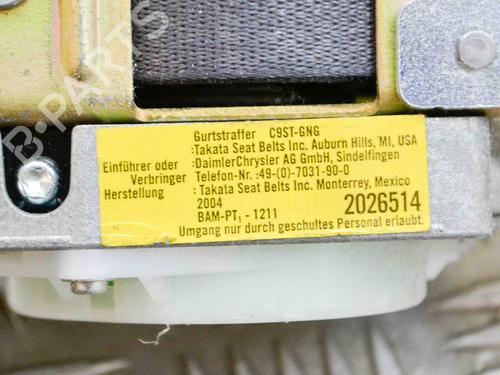 B-PARTS
Gurtstraffer C9ST-GNG
:Takata Seat Belts Inc. Auburn Hills, MI, USA
Einführer oder :DaimlerChrysler AG GmbH, Sindelfingen
Verbringer Telefon-Nr. :49-(0)-7031-90-0
Herstellung : Takata Seat Belts Inc. Monterrey, Mexico
2004
BAM-PT₁ - 1211 2026514
Umgang nur durch geschultes Personal erlaubt.